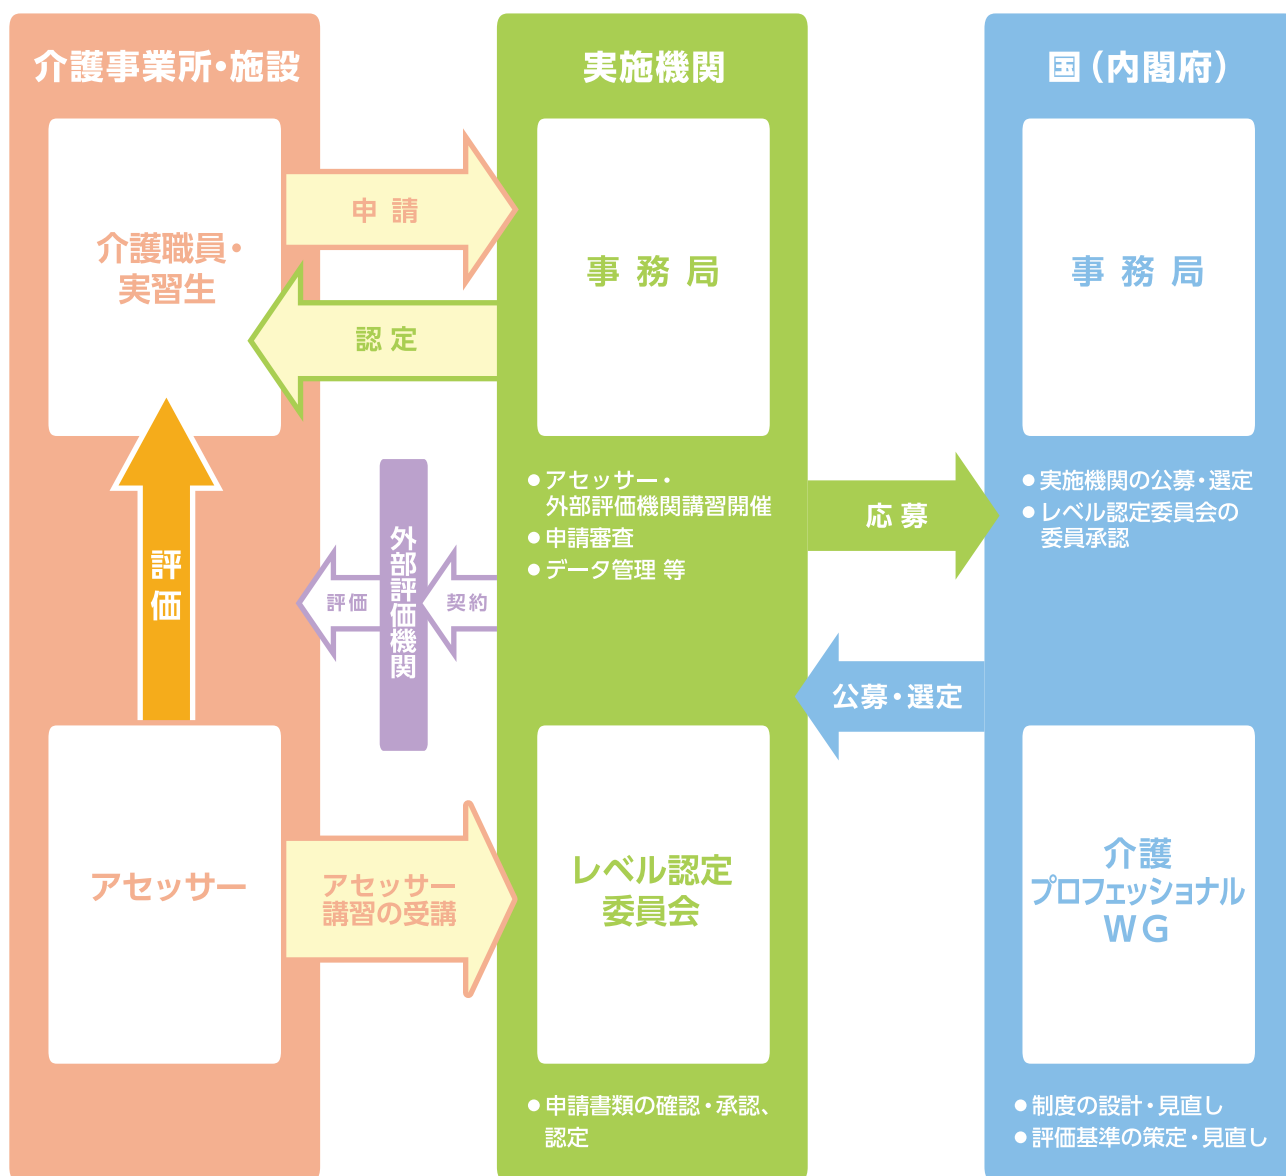 介護事業所・施設
介護職員・
実習生
評価
アセッサー
申請
認定
評価
外部評価機関
契約
アセッサー
講習の受講
実施機関
事務局
●アセッサー・
外部評価機関講習開催
●申請審査
●データ管理 等
レベル認定
委員会
●申請書類の確認・承認、
認定
応募
公募・選定
国（内閣府）
事務局
●実施機関の公募・選定
●レベル認定委員会の
委員承認
介護
プロフェッショナル
WG
●制度の設計・見直し
●評価基準の策定・見直し